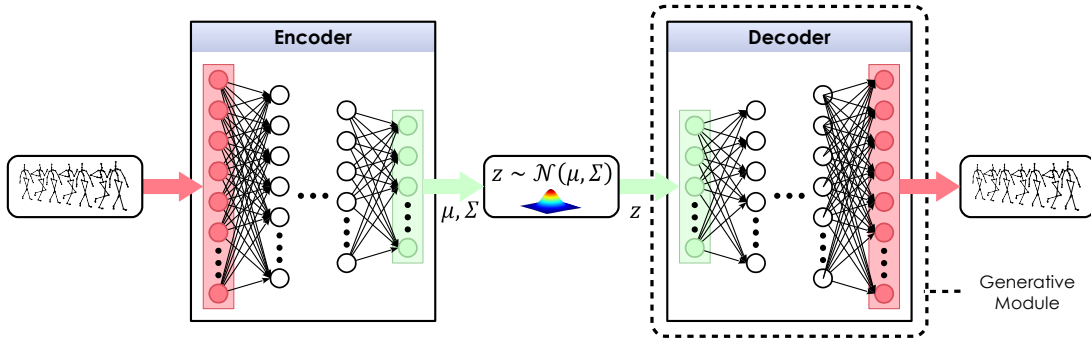 Encoder
Decoder
z ~ 𝒩(μ, Σ)
μ, Σ
z
Generative
Module